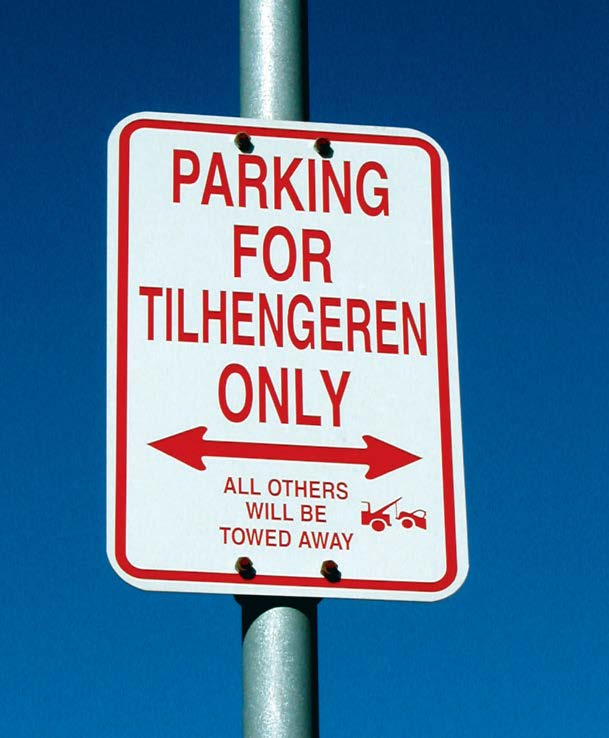 PARKING
FOR
TILHENGEREN
ONLY
ALL OTHERS
WILL BE
TOWED AWAY